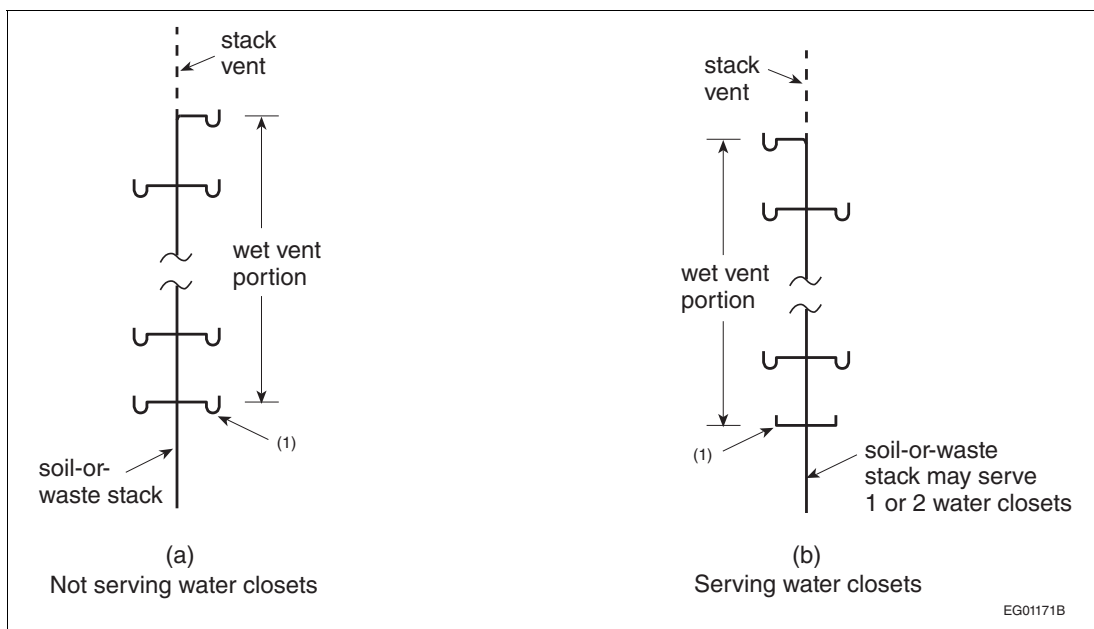 stack
vent
wet vent
portion
(1)
soil-or-
waste stack
(a)
Not serving water closets
stack
vent
wet vent
portion
(1)
soil-or-waste
stack may serve
1 or 2 water closets
(b)
Serving water closets
EG01171B